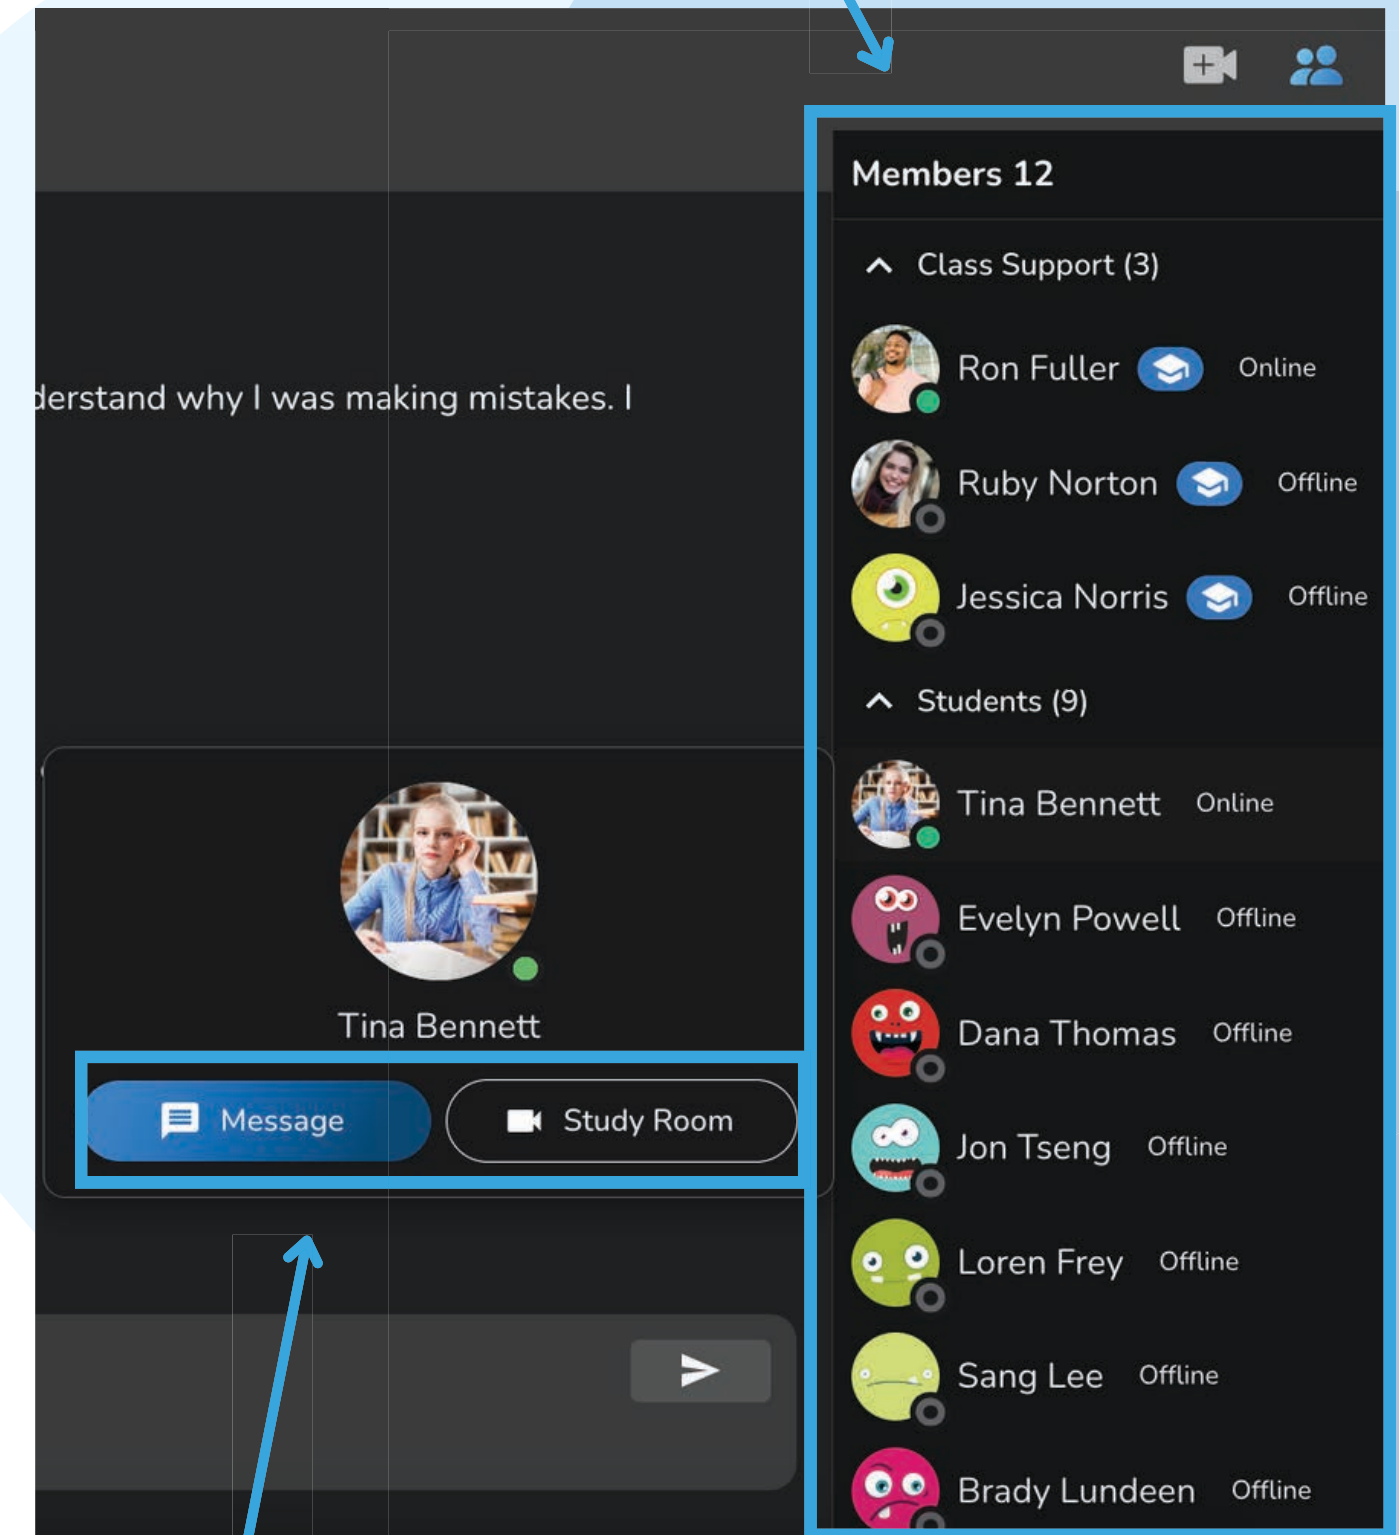 Members 12
Class Support (3)
Ron Fuller Online
Ruby Norton Offline
Jessica Norris Offline
Students (9)
Tina Bennett Online
Evelyn Powell Offline
Dana Thomas Offline
Jon Tseng Offline
Loren Frey Offline
Sang Lee Offline
Brady Lundeen Offline
derstand why I was making mistakes. I
Tina Bennett
Message Study Room